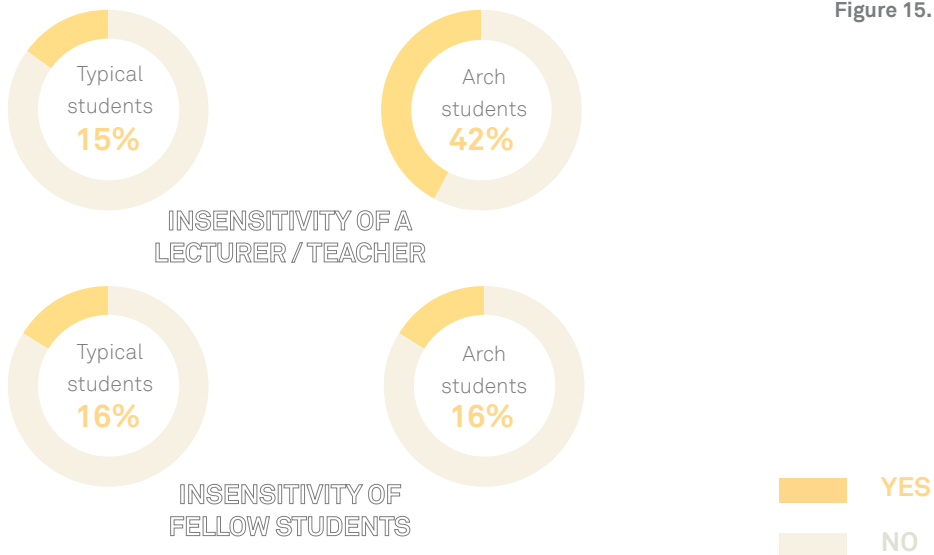 Figure 15.
Typical
students
15%
Arch
students
42%
INSENSITIVITY OF A
LECTURER / TEACHER
Typical
students
16%
Arch
students
16%
INSENSITIVITY OF
FELLOW STUDENTS
YES
NO